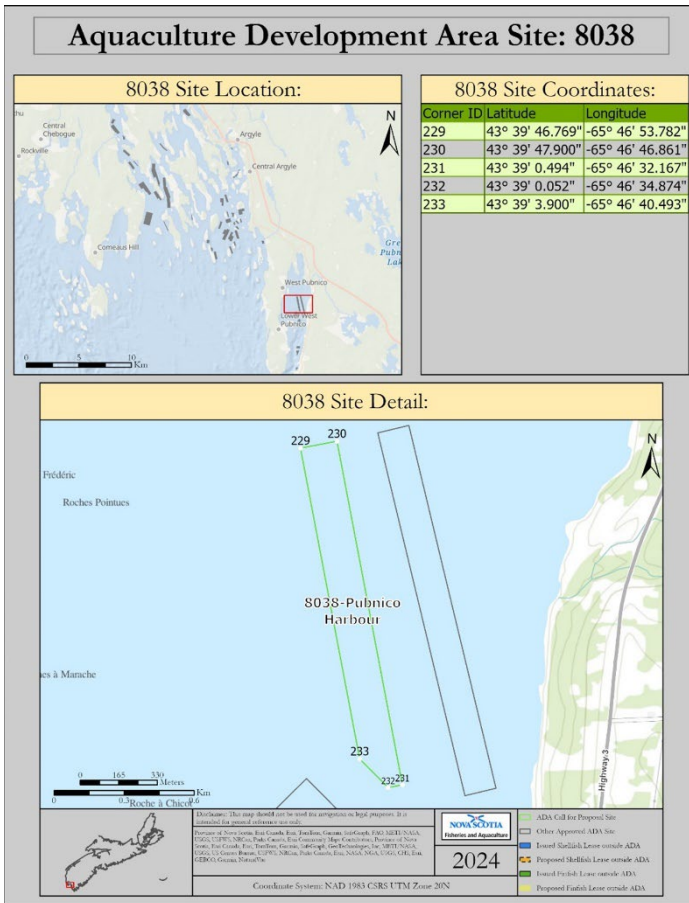 Aquaculture Development Area Site: 8038
8038 Site Location:
Central
Chebogue
Rockville
Argyle
Central Argyle
Comeaus Hill
West Pubnico
Lower West
Pubnico
N
0 5 10
Km
8038 Site Coordinates:
Corner ID Latitude Longitude
229 43° 39' 46.769" -65° 46' 53.782"
230 43° 39' 47.900" -65° 46' 46.861"
231 43° 39' 0.494" -65° 46' 32.167"
232 43° 39' 0.052" -65° 46' 34.874"
233 43° 39' 3.900" -65° 46' 40.493"
8038 Site Detail:
229 230
N
Frédéric
Roches Pointues
8038-Pubnico
Harbour
es à Marache
233
232 231
Highway 3
0 165 330
Meters
Km
0 0.3 0.6
Roche à Chicot
Disclaimer: This map should not be used for navigation or legal purposes. It is
intended for general reference use only.
Coordinate System: NAD 1983 CSRS UTM Zone 20N
NOVA SCOTIA
Fisheries and Aquaculture
2024
ADA Call for Proposal Site
Other Approved ADA Site
Issued Shellfish Lease outside ADA
Proposed Shellfish Lease outside ADA
Issued Finfish Lease outside ADA
Proposed Finfish Lease outside ADA